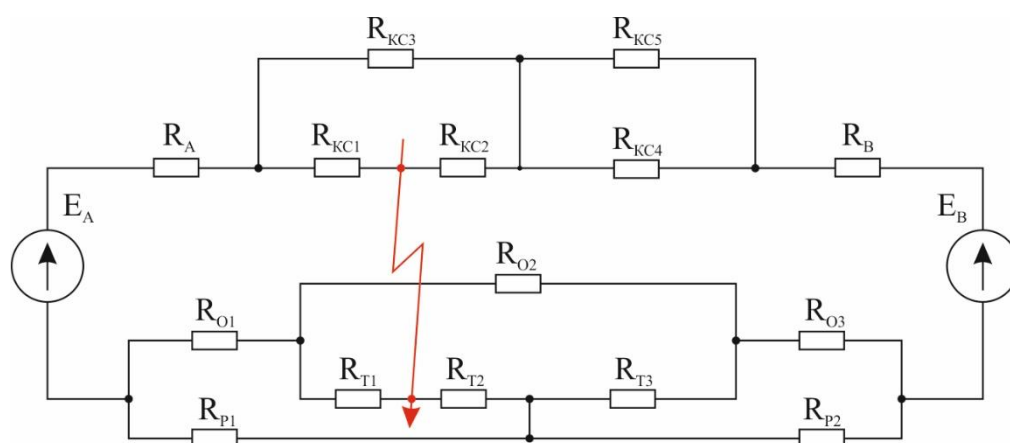 R_KC3
R_KC5
R_A
R_KC1
R_KC2
R_KC4
R_B
E_A
E_B
R_O2
R_O1
R_O3
R_T1
R_T2
R_T3
R_P1
R_P2